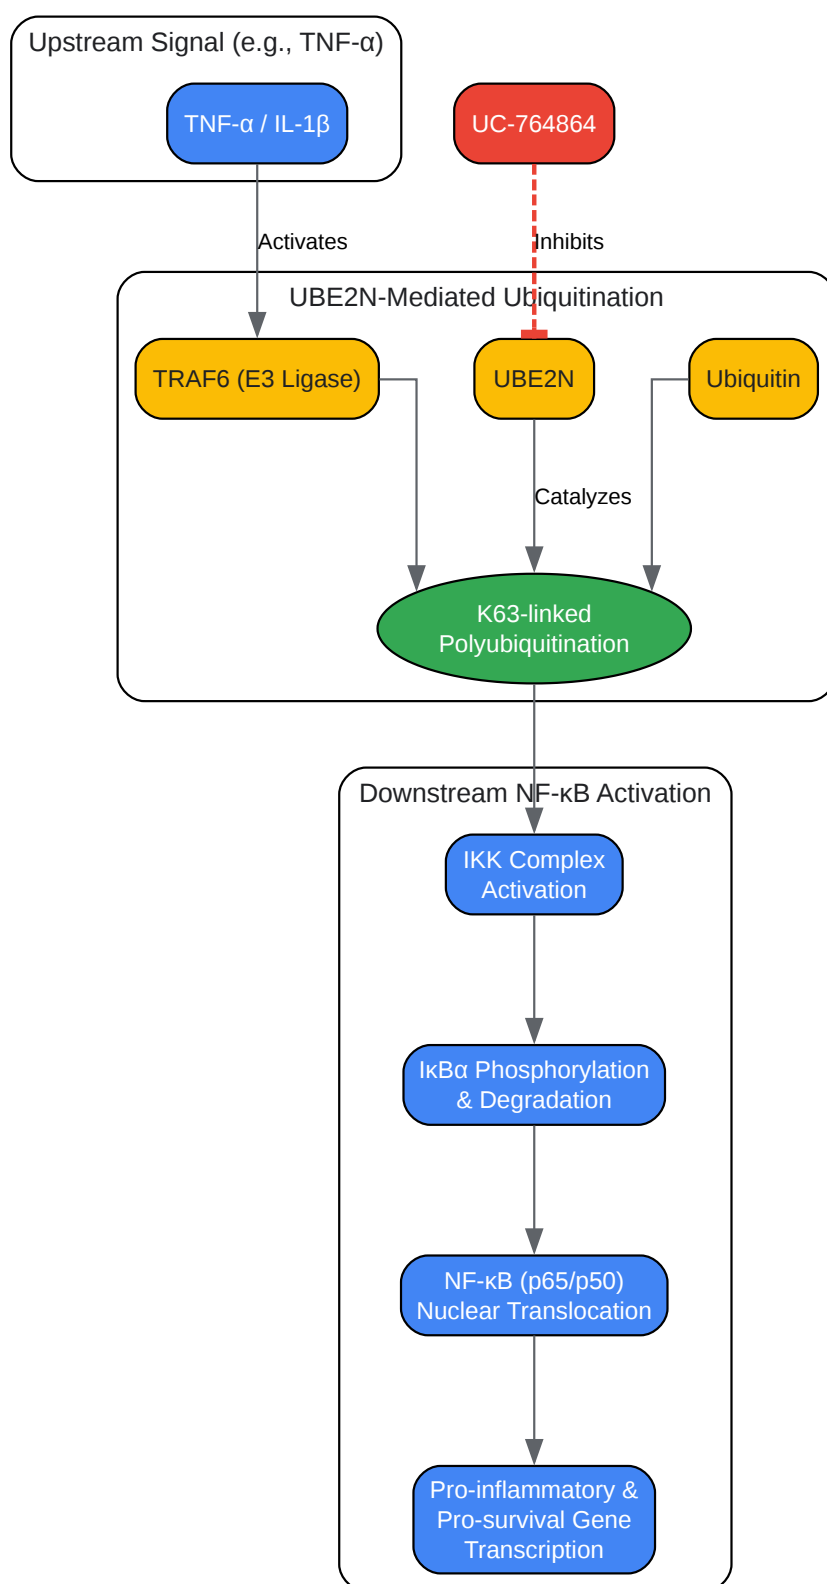 Upstream Signal (e.g., TNF-α)
TNF-α / IL-1β
UC-764864
Activates
Inhibits
UBE2N-Mediated Ubiquitination
TRAF6 (E3 Ligase)
UBE2N
Ubiquitin
Catalyzes
K63-linked
Polyubiquitination
Downstream NF-κB Activation
IKK Complex
Activation
IκBα Phosphorylation
& Degradation
NF-κB (p65/p50)
Nuclear Translocation
Pro-inflammatory &
Pro-survival Gene
Transcription